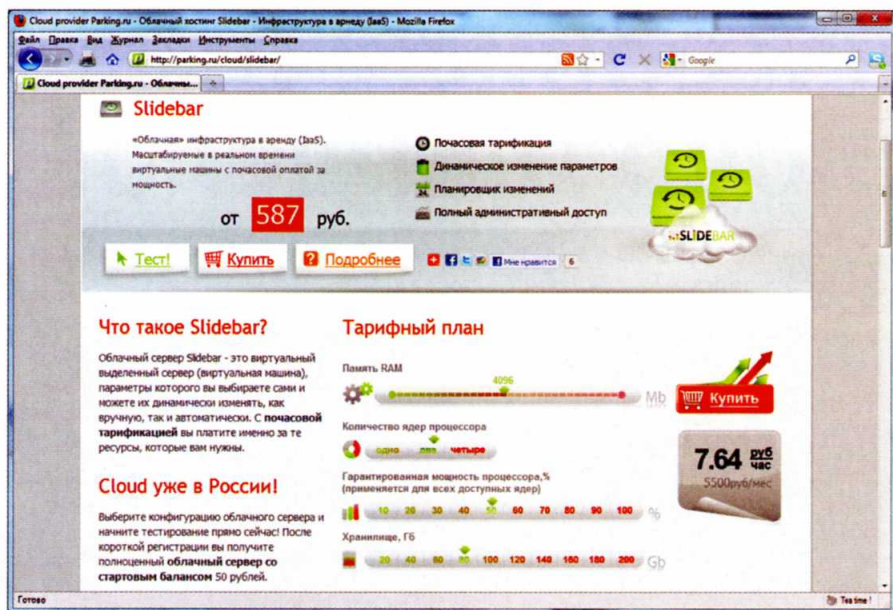 Cloud provider Parking.ru - Облачный хостинг Slidebar - Инфраструктура в аренду (IaaS) - Mozilla Firefox
Файл Правка Вид Журнал Закладки Инструменты Справка
http://parking.ru/cloud/slidebar/
Google
Cloud provider Parking.ru - Облачны...
Slidebar
«Облачная» инфраструктура в аренду (IaaS).
Масштабируемые в реальном времени
виртуальные машины с почасовой оплатой за
мощность.
от 587 руб.
Почасовая тарификация
Динамическое изменение параметров
Планировщик изменений
Полный административный доступ
SLIDEBAR
Тест!
Купить
Подробнее
Мне нравится 6
Что такое Slidebar?
Облачный сервер Slidebar - это виртуальный
выделенный сервер (виртуальная машина),
параметры которого вы выбираете сами и
можете их динамически изменять, как
вручную, так и автоматически. С почасовой
тарификацией вы платите именно за те
ресурсы, которые вам нужны.
Cloud уже в России!
Выберите конфигурацию облачного сервера и
начните тестирование прямо сейчас! После
короткой регистрации вы получите
полноценный облачный сервер со
стартовым балансом 50 рублей.
Тарифный план
Память RAM
4096
Mb
Количество ядер процессора
одно два четыре
Гарантированная мощность процессора,%
(применяется для всех доступных ядер)
10 20 30 40 50 60 70 80 90 100 %
Хранилище, Гб
20 40 60 80 100 120 140 160 180 200 Gb
Купить
7.64 руб час
5500руб/мес
Готово
Tea time!